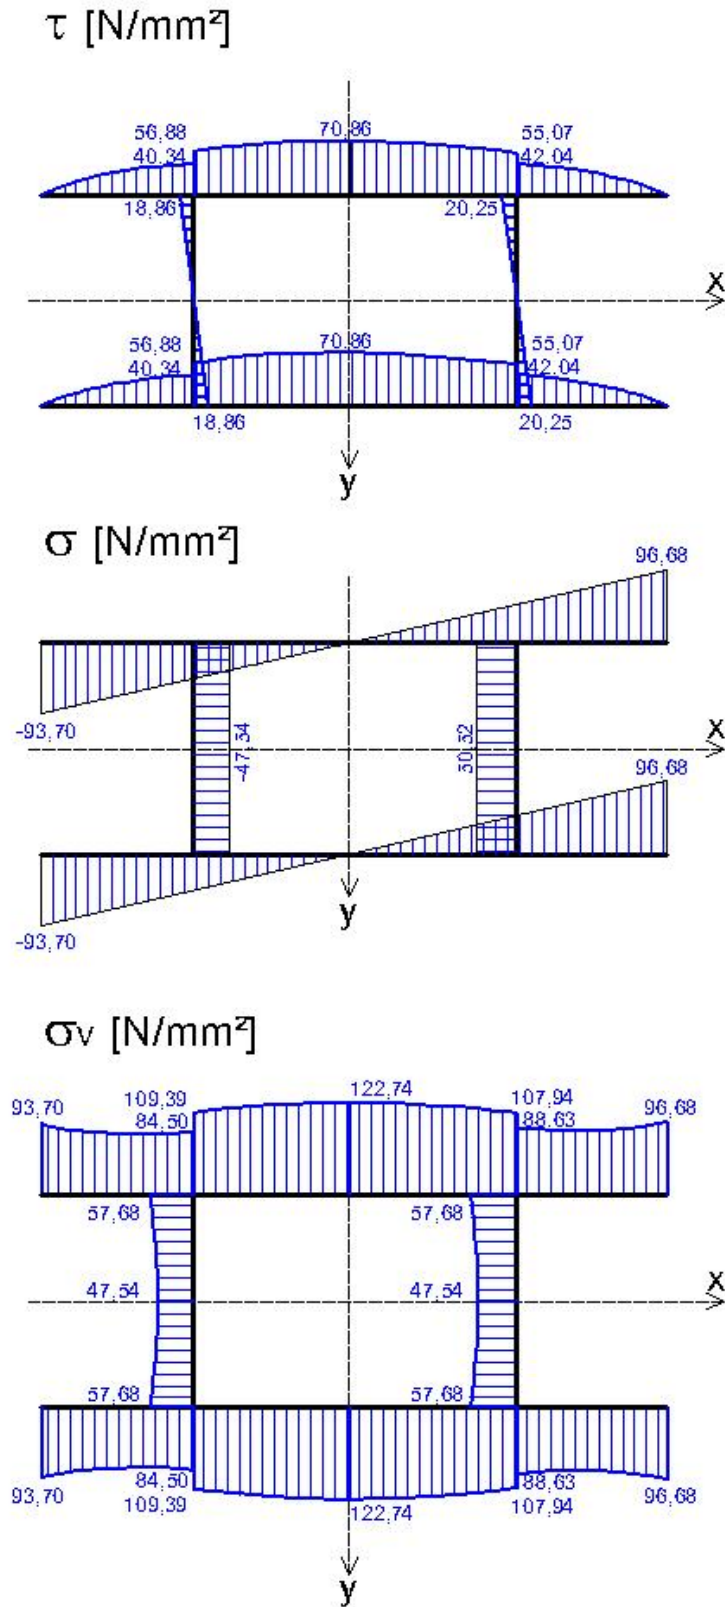 τ [N/mm²]
56,88 70,86 55,07
40,34 42,04
18,86 20,25
x
56,88 70,86 55,07
40,34 42,04
18,86 20,25
y
σ [N/mm²]
96,68
-93,70
-47,54 50,52
x
96,68
-93,70
y
σv [N/mm²]
93,70 109,39 122,74 107,94 96,68
84,50 88,63
57,68 57,68
x
47,54 47,54
57,68 57,68
84,50 88,63
93,70 109,39 122,74 107,94 96,68
y